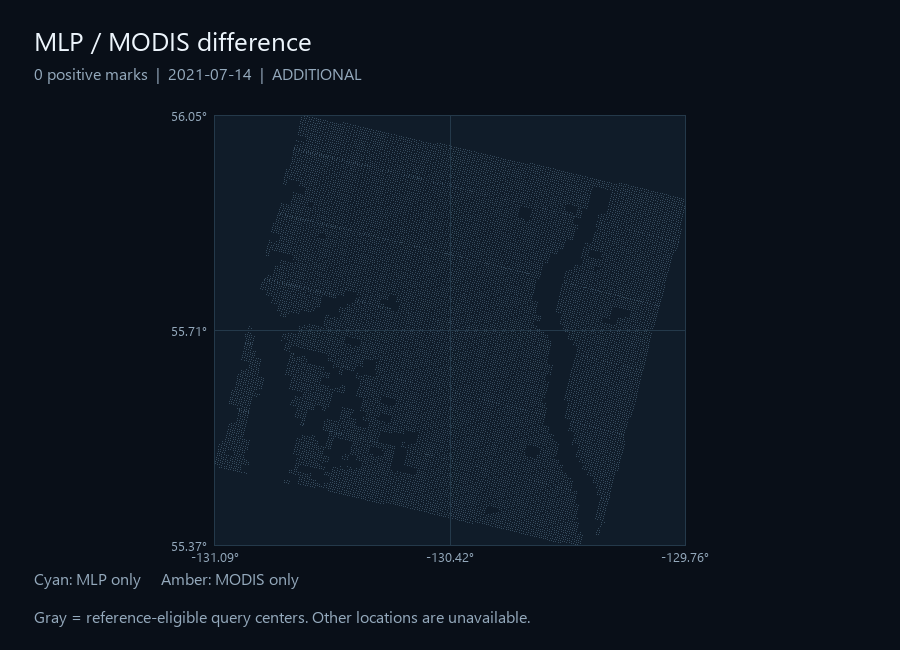 MLP / MODIS difference
0 positive marks | 2021-07-14 | ADDITIONAL
56.05°
55.71°
55.37°
-131.09°
-130.42°
-129.76°
Cyan: MLP only Amber: MODIS only
Gray = reference-eligible query centers. Other locations are unavailable.